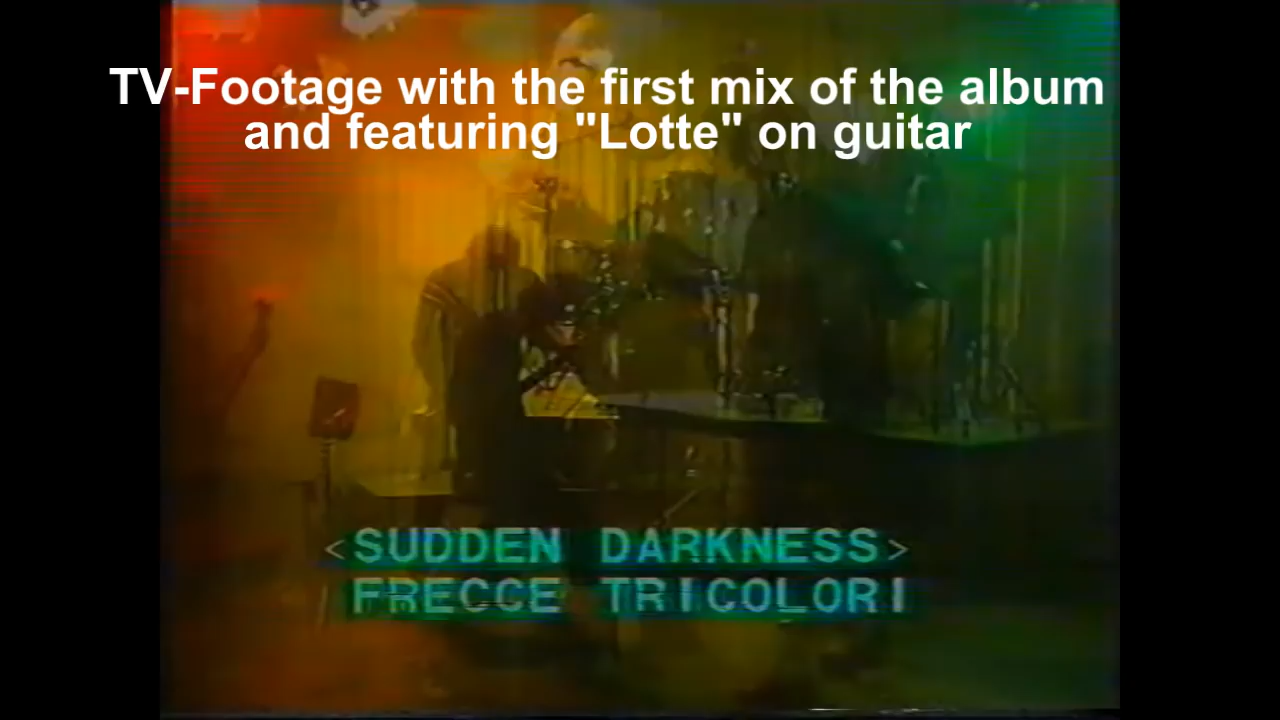 TV-Footage with the first mix of the album
and featuring "Lotte" on guitar
<SUDDEN DARKNESS>
FRECCE TRICOLORI